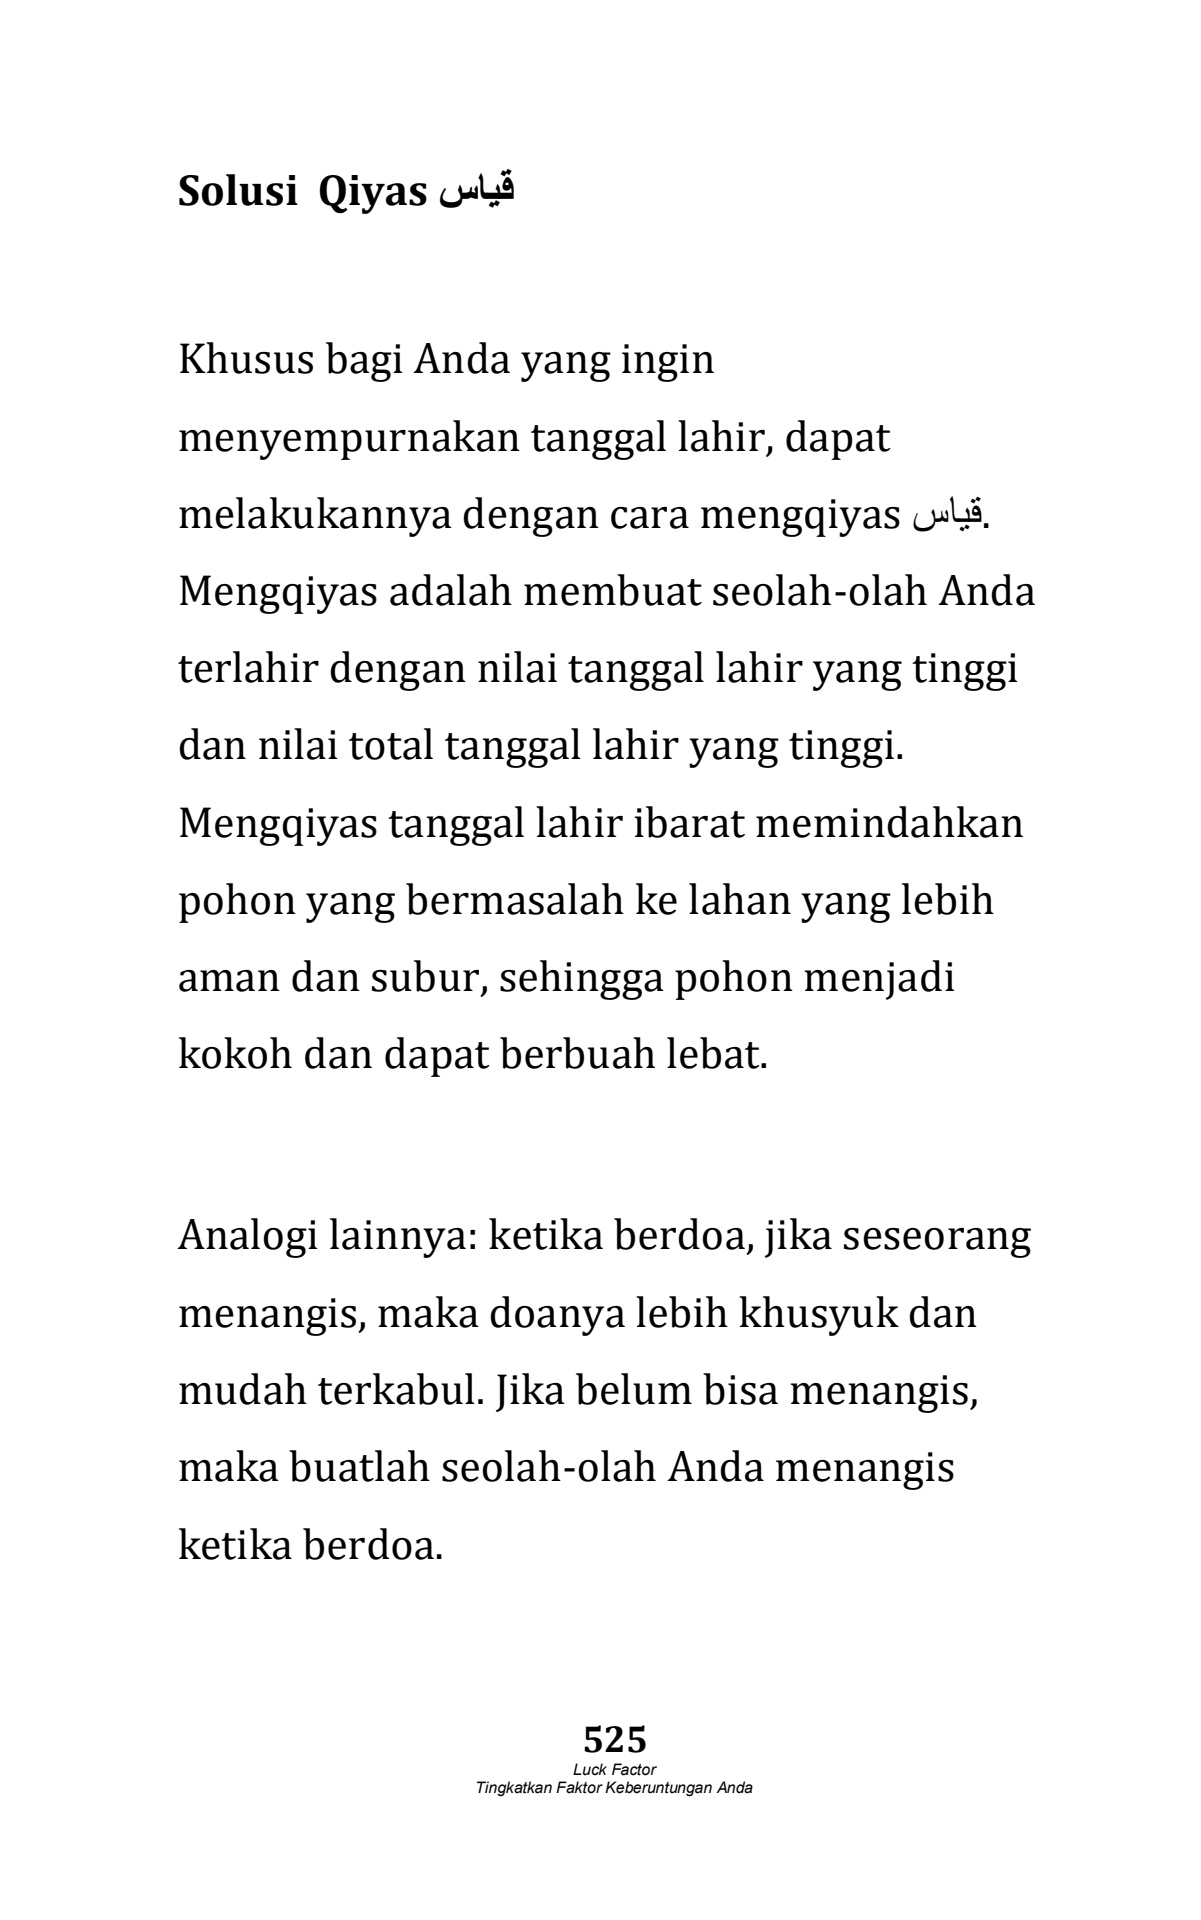 Solusi  Qiyas قياس
Khusus bagi Anda yang ingin
menyempurnakan tanggal lahir, dapat
melakukannya dengan cara mengqiyas قياس.
Mengqiyas adalah membuat seolah-olah Anda
terlahir dengan nilai tanggal lahir yang tinggi
dan nilai total tanggal lahir yang tinggi.
Mengqiyas tanggal lahir ibarat memindahkan
pohon yang bermasalah ke lahan yang lebih
aman dan subur, sehingga pohon menjadi
kokoh dan dapat berbuah lebat.
Analogi lainnya: ketika berdoa, jika seseorang
menangis, maka doanya lebih khusyuk dan
mudah terkabul. Jika belum bisa menangis,
maka buatlah seolah-olah Anda menangis
ketika berdoa.
525
Luck Factor
Tingkatkan Faktor Keberuntungan Anda